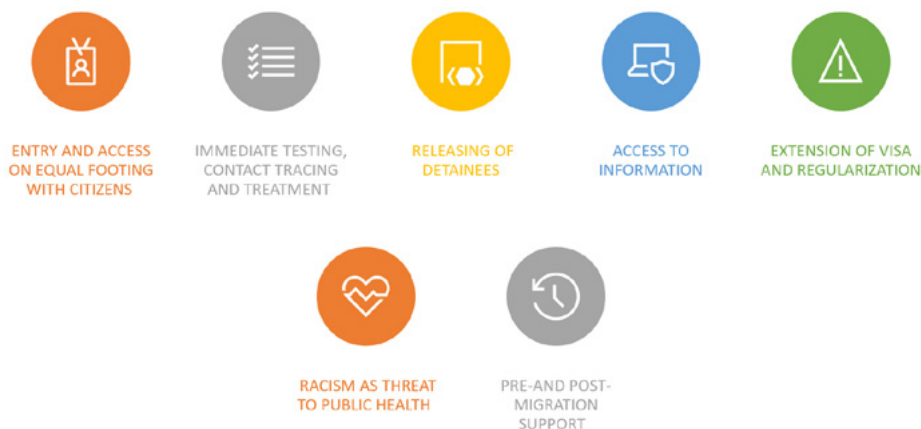 ENTRY AND ACCESS
ON EQUAL FOOTING
WITH CITIZENS
IMMEDIATE TESTING,
CONTACT TRACING
AND TREATMENT
RELEASING OF
DETAINEES
ACCESS TO
INFORMATION
EXTENSION OF VISA
AND REGULARIZATION
RACISM AS THREAT
TO PUBLIC HEALTH
PRE-AND POST-
MIGRATION
SUPPORT